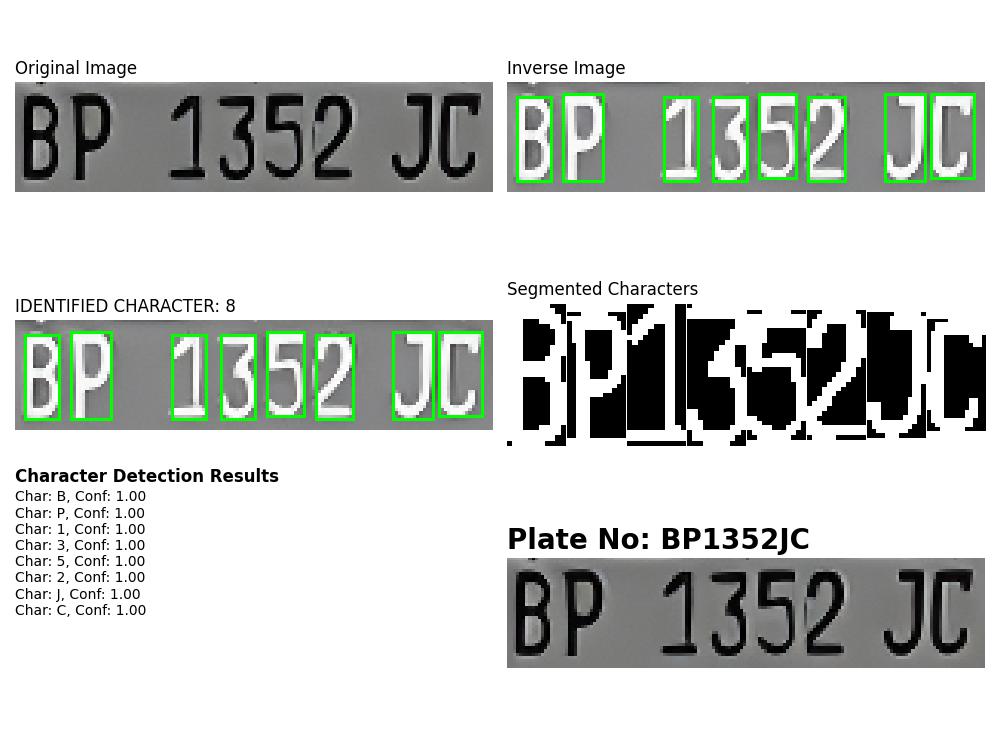 Original Image
BP 1352 JC
Inverse Image
BP 1352 JC
IDENTIFIED CHARACTER: 8
BP 1352 JC
Segmented Characters
BP1352JC
Character Detection Results
Char: B, Conf: 1.00
Char: P, Conf: 1.00
Char: 1, Conf: 1.00
Char: 3, Conf: 1.00
Char: 5, Conf: 1.00
Char: 2, Conf: 1.00
Char: J, Conf: 1.00
Char: C, Conf: 1.00
Plate No: BP1352JC
BP 1352 JC